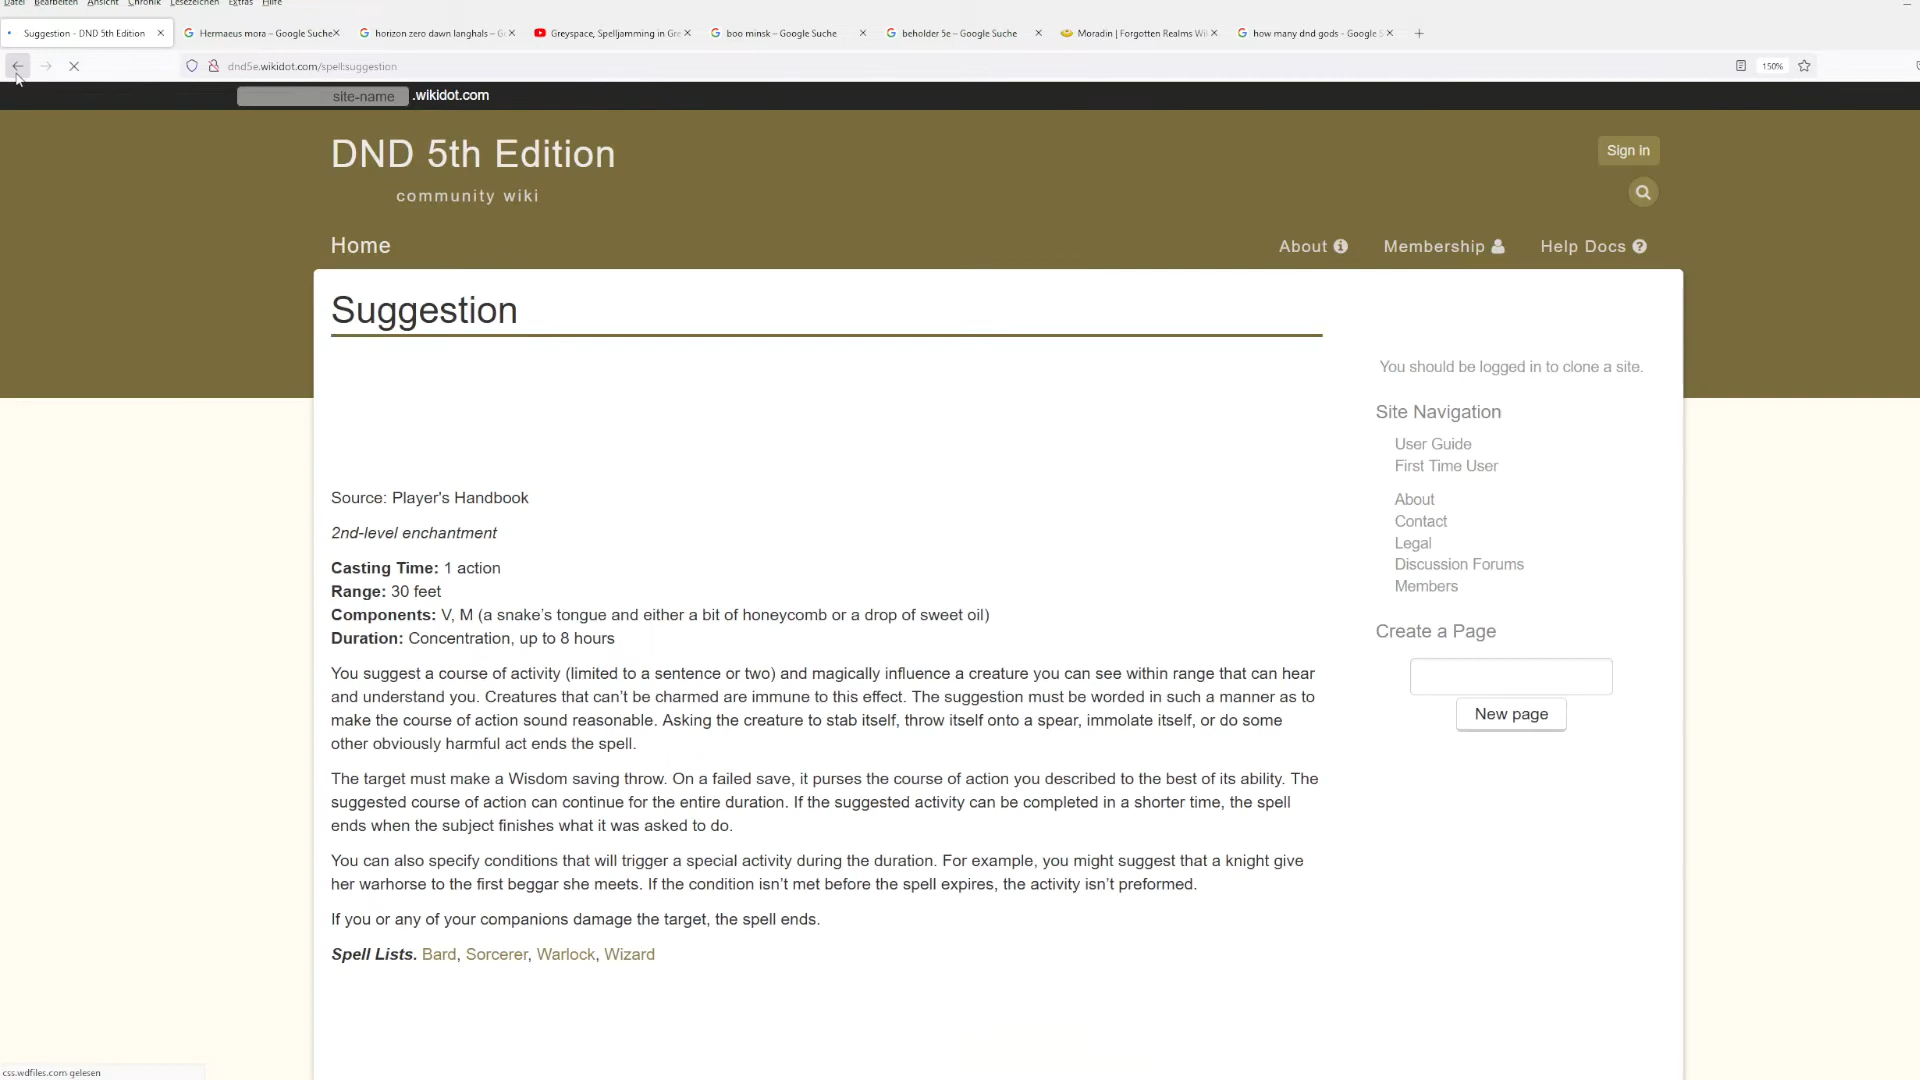 Datei Bearbeiten Ansicht Chronik Lesezeichen Extras Hilfe
Suggestion - DND 5th Edition
Hermaeus mora – Google Suche
horizon zero dawn langhals – G
Greyspace, Spelljamming in Gre
boo minsk – Google Suche
beholder 5e – Google Suche
Moradin | Forgotten Realms Wi
how many dnd gods - Google S
dnd5e.wikidot.com/spell:suggestion
150%
site-name .wikidot.com
DND 5th Edition
Sign in
community wiki
Home
About
Membership
Help Docs
Suggestion
You should be logged in to clone a site.
Site Navigation
User Guide
First Time User
About
Contact
Legal
Discussion Forums
Members
Create a Page
New page
Source: Player's Handbook
2nd-level enchantment
Casting Time: 1 action
Range: 30 feet
Components: V, M (a snake’s tongue and either a bit of honeycomb or a drop of sweet oil)
Duration: Concentration, up to 8 hours
You suggest a course of activity (limited to a sentence or two) and magically influence a creature you can see within range that can hear
and understand you. Creatures that can’t be charmed are immune to this effect. The suggestion must be worded in such a manner as to
make the course of action sound reasonable. Asking the creature to stab itself, throw itself onto a spear, immolate itself, or do some
other obviously harmful act ends the spell.
The target must make a Wisdom saving throw. On a failed save, it purses the course of action you described to the best of its ability. The
suggested course of action can continue for the entire duration. If the suggested activity can be completed in a shorter time, the spell
ends when the subject finishes what it was asked to do.
You can also specify conditions that will trigger a special activity during the duration. For example, you might suggest that a knight give
her warhorse to the first beggar she meets. If the condition isn’t met before the spell expires, the activity isn’t preformed.
If you or any of your companions damage the target, the spell ends.
Spell Lists. Bard, Sorcerer, Warlock, Wizard
css.wdfiles.com gelesen